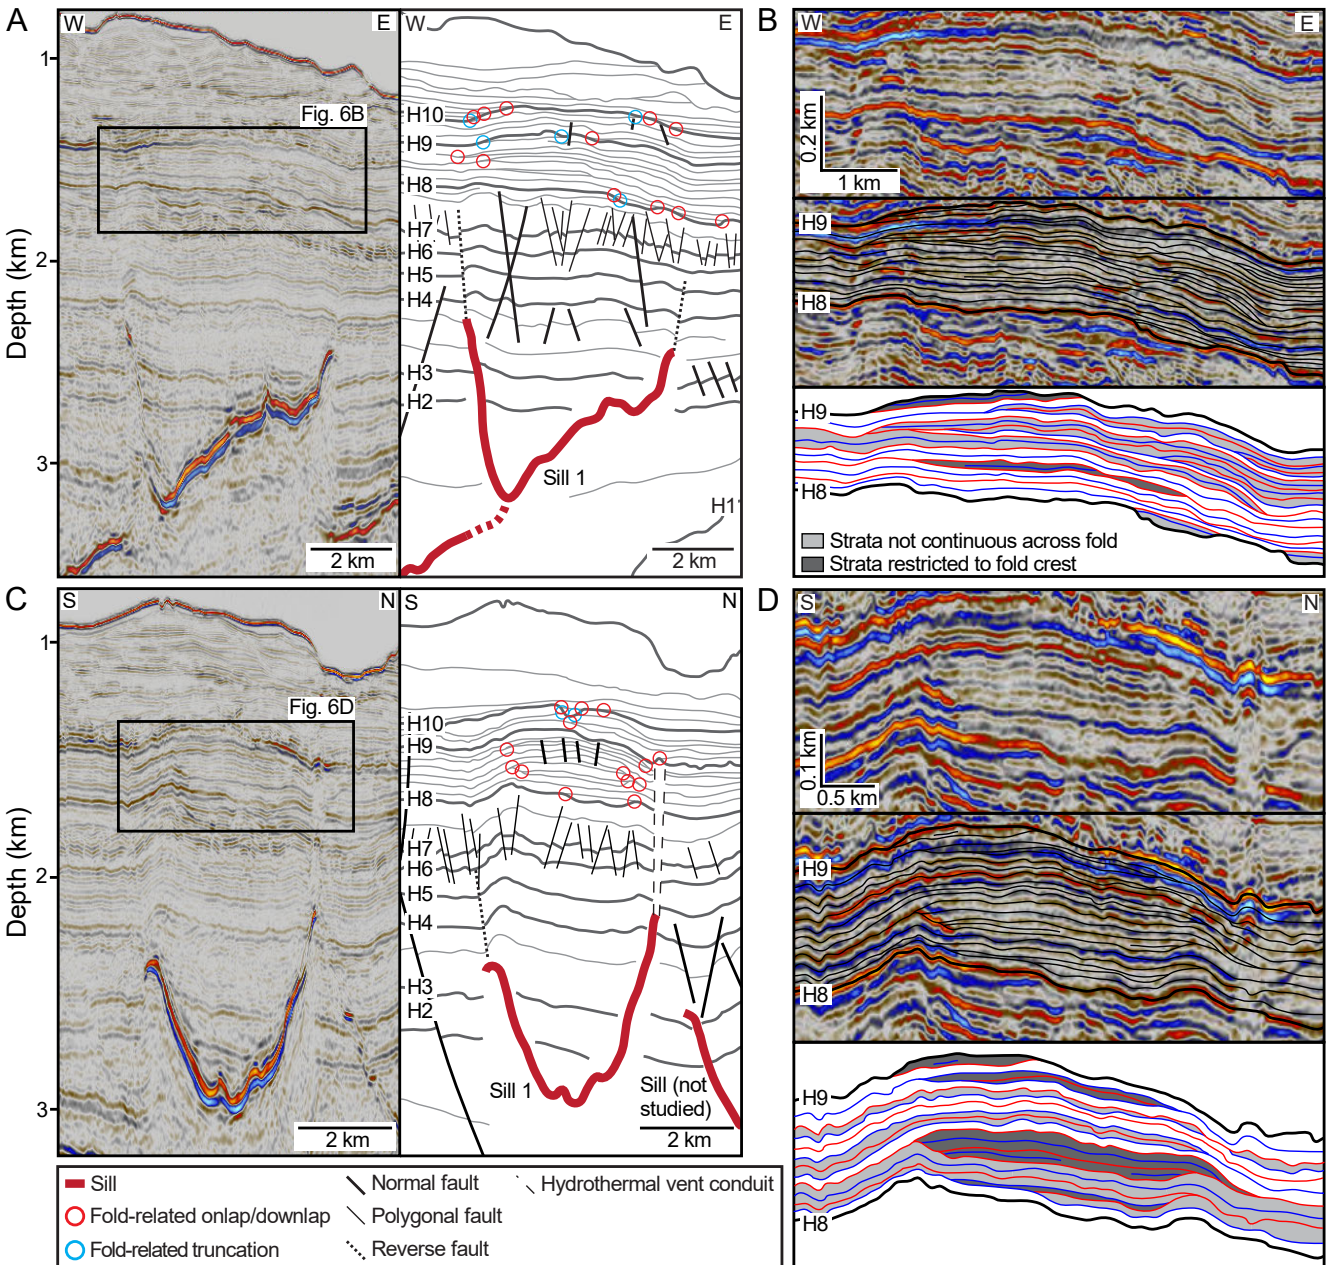 A
W
E
Fig. 6B
1
2
3
Depth (km)
2 km
W
E
H10
H9
H8
H7
H6
H5
H4
H3
H2
H1
Sill 1
2 km
B
W
E
0.2 km
1 km
H9
H8
H9
H8
Strata not continuous across fold
Strata restricted to fold crest
C
S
N
Fig. 6D
1
2
3
Depth (km)
2 km
S
N
H10
H9
H8
H7
H6
H5
H4
H3
H2
Sill 1
Sill (not
studied)
2 km
D
S
N
0.1 km
0.5 km
H9
H8
H9
H8
Sill
Normal fault
Hydrothermal vent conduit
Fold-related onlap/downlap
Polygonal fault
Fold-related truncation
Reverse fault